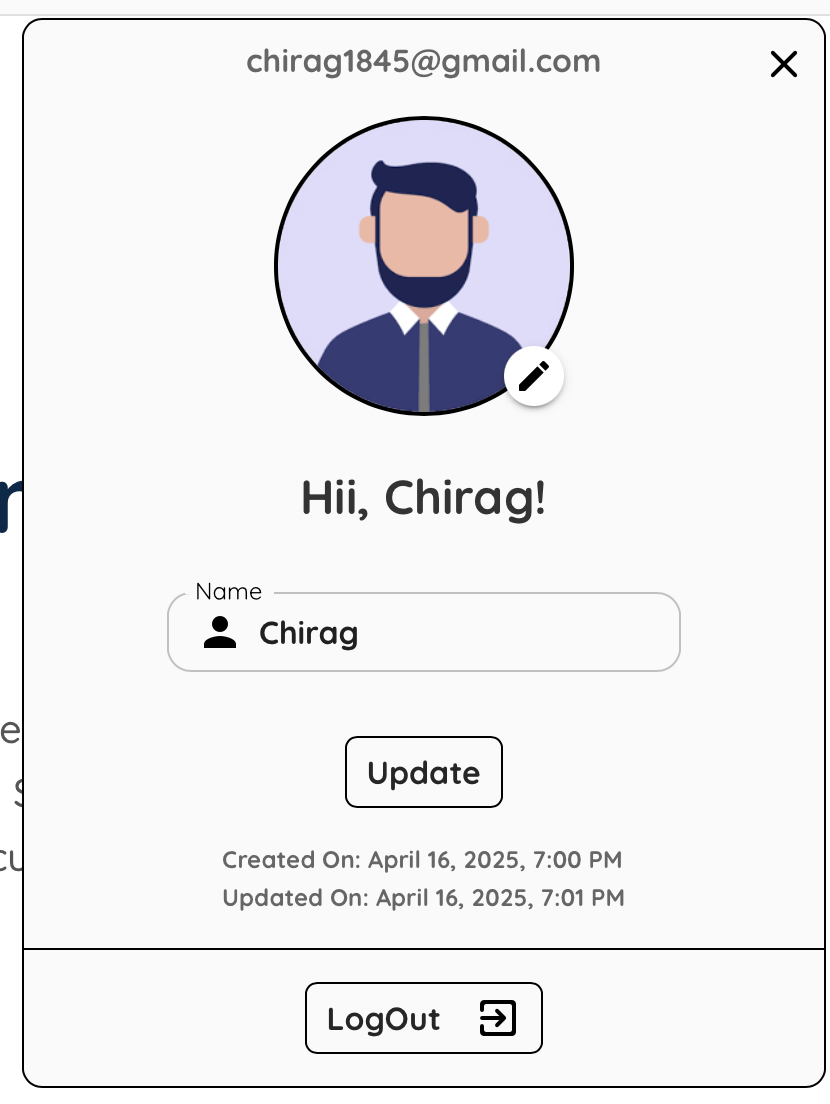 chirag1845@gmail.com
Hii, Chirag!
Name
Chirag
Update
Created On: April 16, 2025, 7:00 PM
Updated On: April 16, 2025, 7:01 PM
LogOut